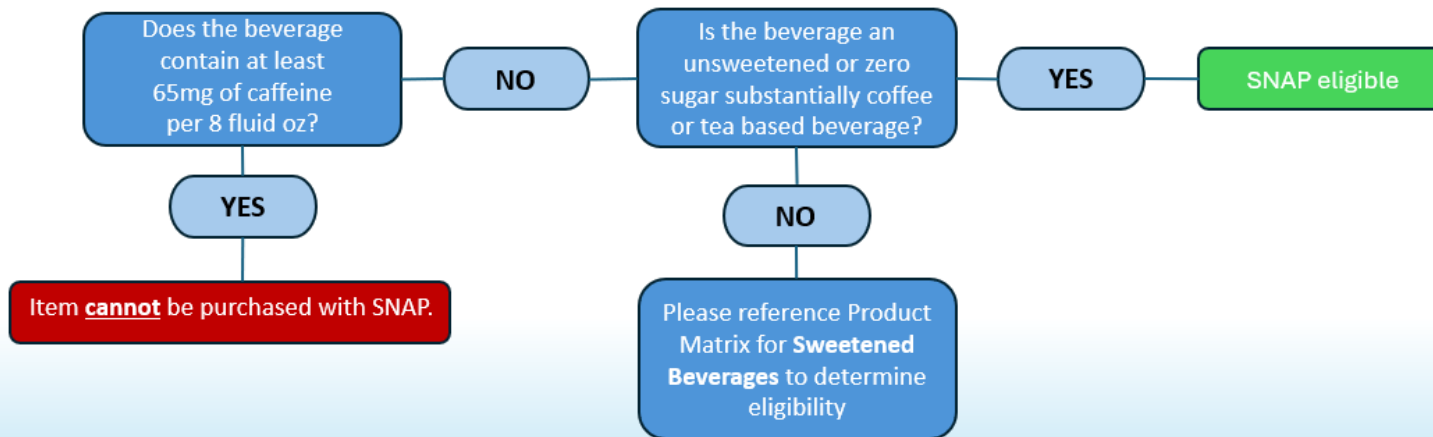 Does the beverage
contain at least
65mg of caffeine
per 8 fluid oz?
NO
Is the beverage an
unsweetened or zero
sugar substantially coffee
or tea based beverage?
YES
SNAP eligible
YES
NO
Item cannot be purchased with SNAP.
Please reference Product
Matrix for Sweetened
Beverages to determine
eligibility